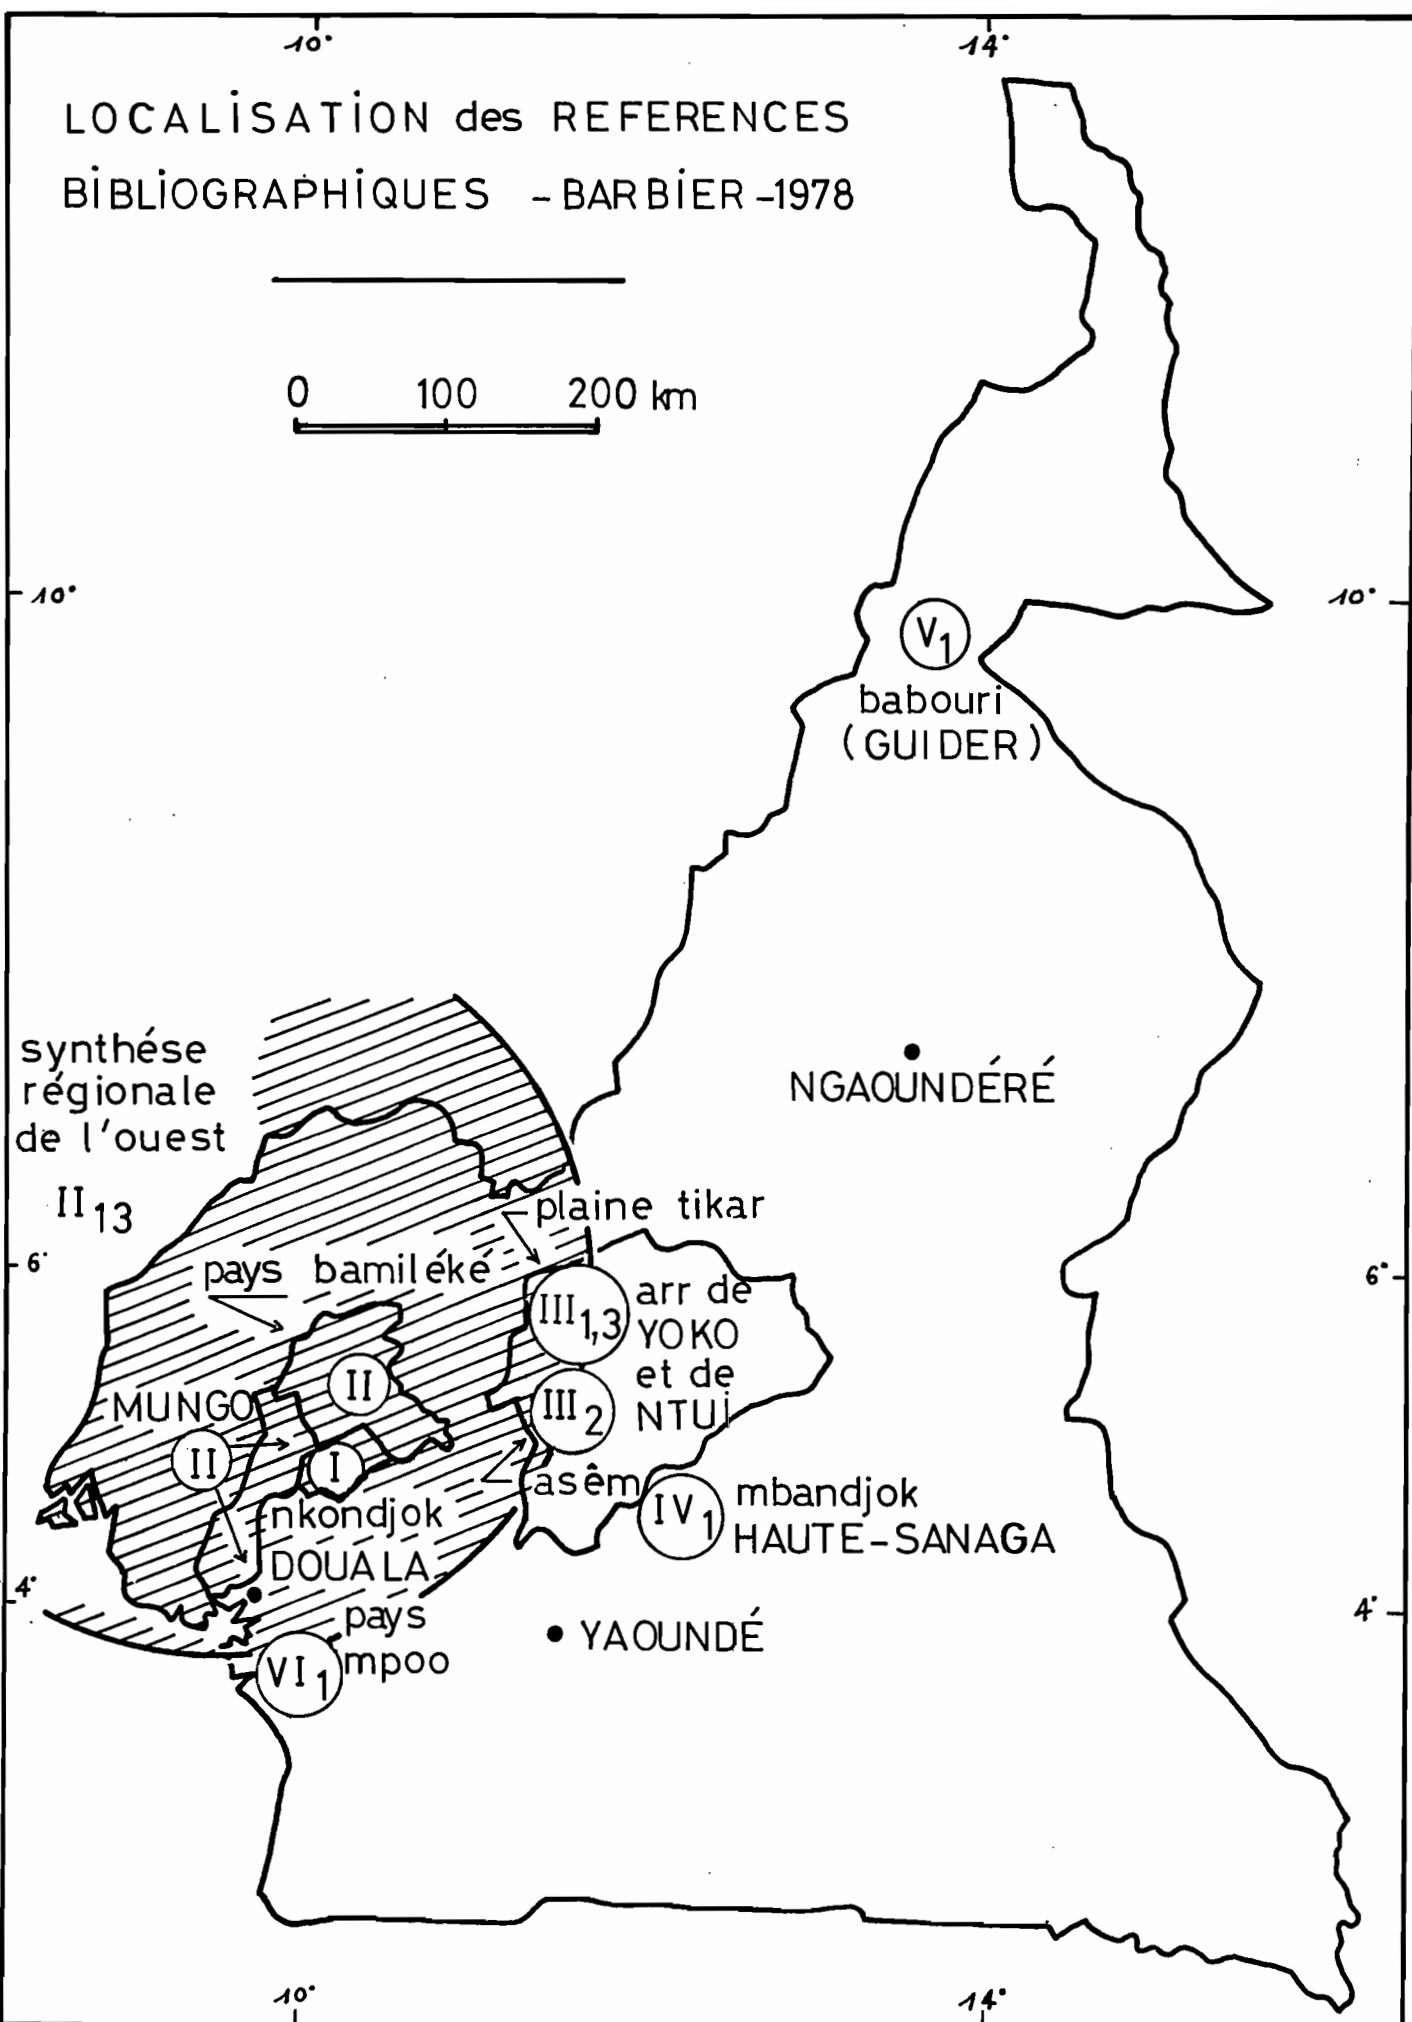 10°
14°
LOCALiSATiON des REFERENCES
BiBLiOGRAPHiQUES - BARBiER -1978
0 100 200 km
10°
10°
V1
babouri
(GUIDER)
NGAOUNDÉRÉ
synthése
régionale
de l'ouest
II13
plaine tikar
6°
6°
pays bamiléké
III1,3
arr de
YOKO
et de
NTUi
II
MUNGO
III2
II
I
asêm
IV1
mbandjok
HAUTE-SANAGA
nkondjok
DOUALA
4°
4°
pays
mpoo
YAOUNDÉ
VI1
10°
14°